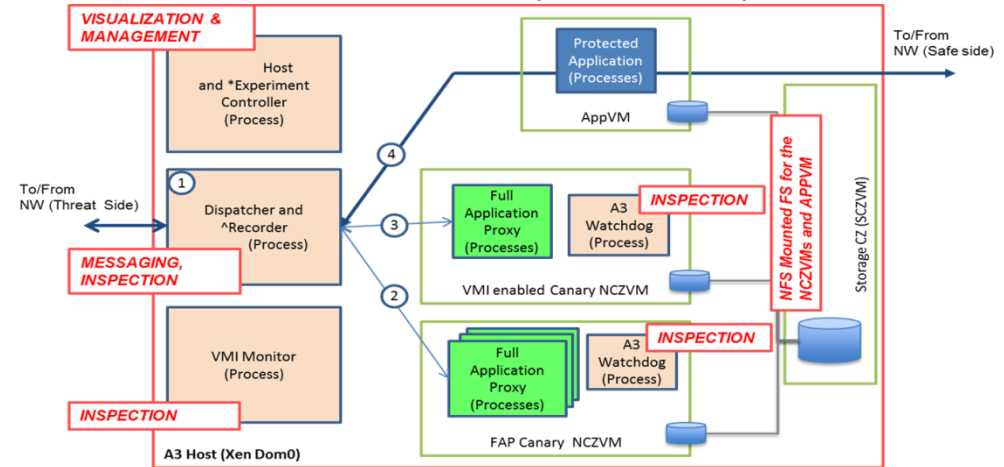 VISUALIZATION &
MANAGEMENT
Host
and *Experiment
Controller
(Process)
Protected
Application
(Processes)
AppVM
To/From
NW (Safe side)
4
1
To/From
NW (Threat Side)
Dispatcher and
^Recorder
(Process)
MESSAGING,
INSPECTION
3
Full
Application
Proxy
(Processes)
A3
Watchdog
(Process)
INSPECTION
VMI enabled Canary NCZVM
NFS Mounted FS for the
NCZVMs and APPVM
Storage CZ (SCZVM)
2
VMI Monitor
(Process)
INSPECTION
Full
Application
Proxy
(Processes)
A3
Watchdog
(Process)
INSPECTION
FAP Canary NCZVM
A3 Host (Xen Dom0)